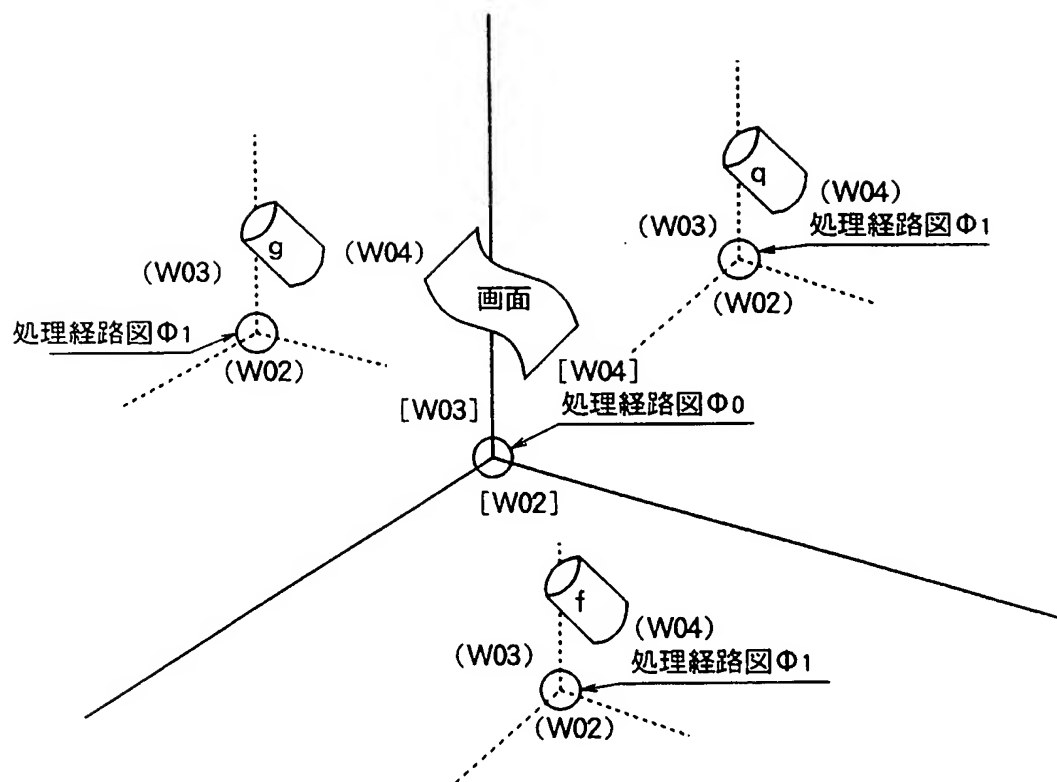 q
(W04)
(W03)
処理経路図Φ1
(W02)
g
(W04)
(W03)
処理経路図Φ1
(W02)
画面
[W04]
[W03]
処理経路図Φ0
[W02]
f
(W04)
(W03)
処理経路図Φ1
(W02)